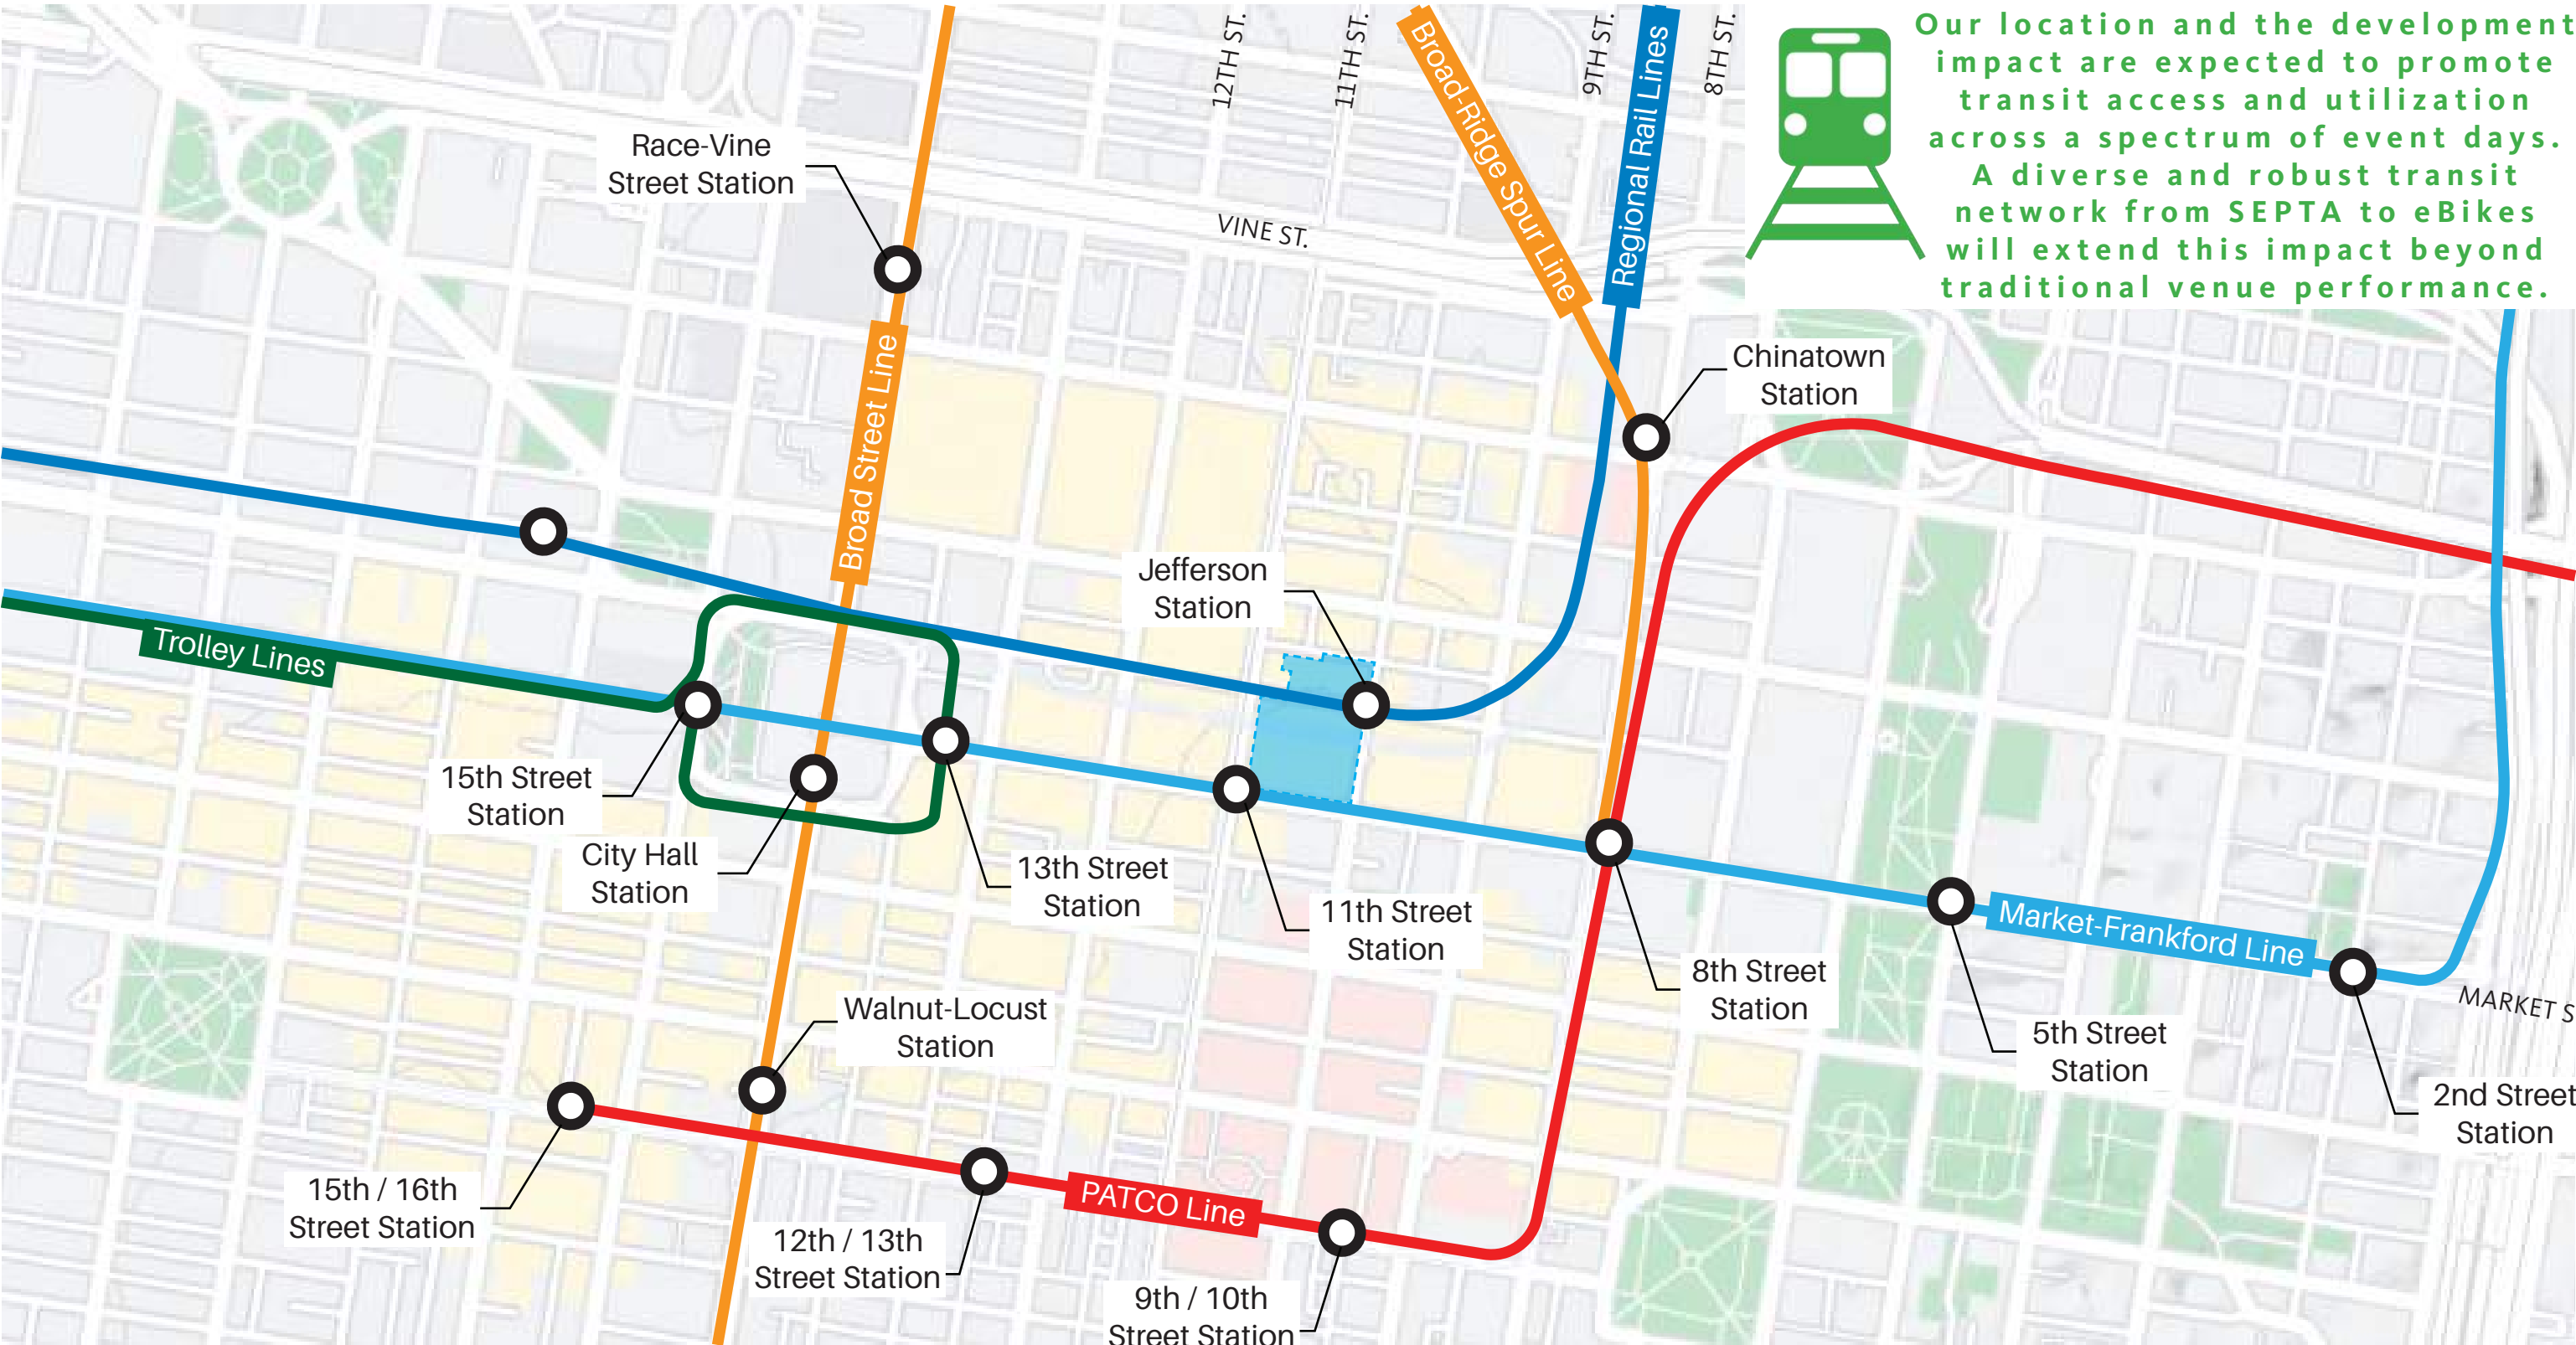 12TH ST.
11TH ST.
9TH ST.
8TH ST.
Broad-Ridge Spur Line
Regional Rail Lines
Our location and the development
impact are expected to promote
transit access and utilization
across a spectrum of event days.
A diverse and robust transit
network from SEPTA to eBikes
will extend this impact beyond
traditional venue performance.
Race-Vine
Street Station
VINE ST.
Broad Street Line
Chinatown
Station
Jefferson
Station
Trolley Lines
15th Street
Station
City Hall
Station
13th Street
Station
11th Street
Station
Market-Frankford Line
8th Street
Station
MARKET S
Walnut-Locust
Station
5th Street
Station
2nd Street
Station
15th / 16th
Street Station
PATCO Line
12th / 13th
Street Station
9th / 10th
Street Station